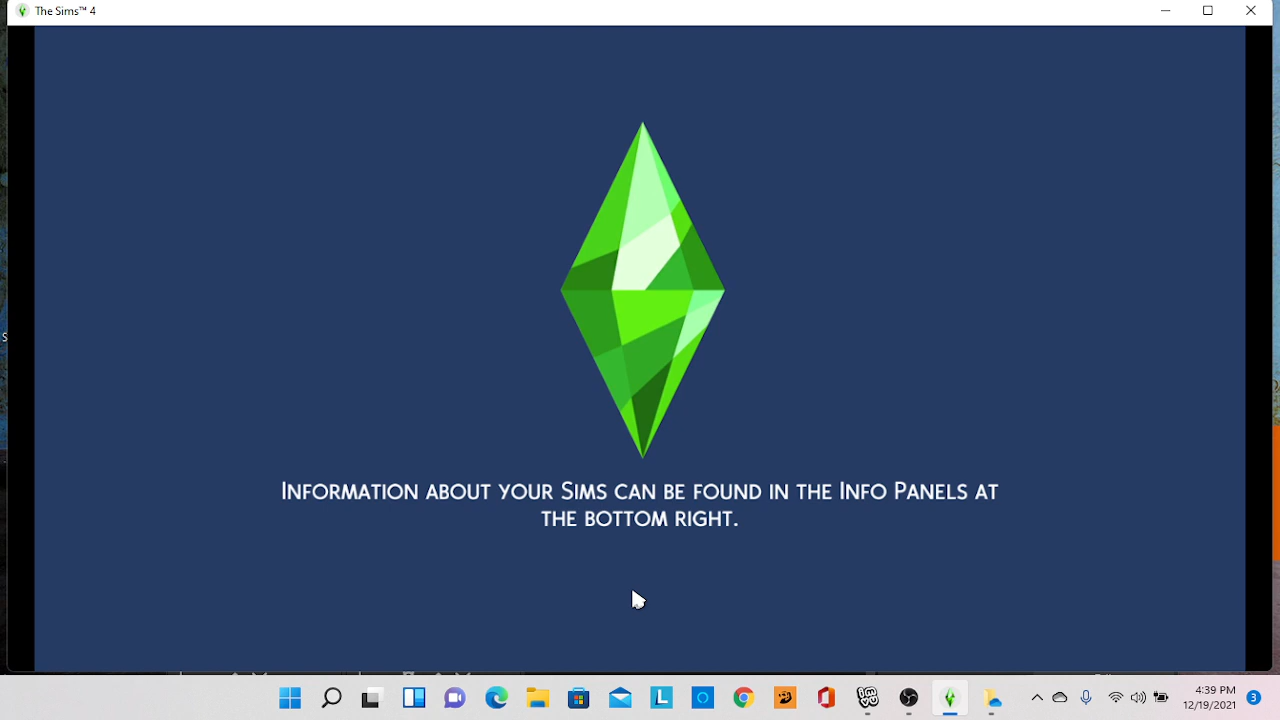 The Sims™ 4
INFORMATION ABOUT YOUR SIMS CAN BE FOUND IN THE INFO PANELS AT
THE BOTTOM RIGHT.
4:39 PM
12/19/2021
3